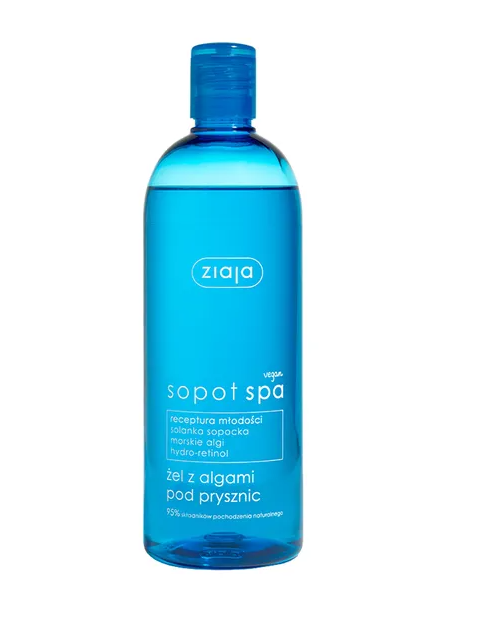 ziaja
vegan
sopot spa
receptura młodości
solanka sopocka
morskie algi
hydro-retinol
żel z algami
pod prysznic
95% składników pochodzenia naturalnego
ziaja